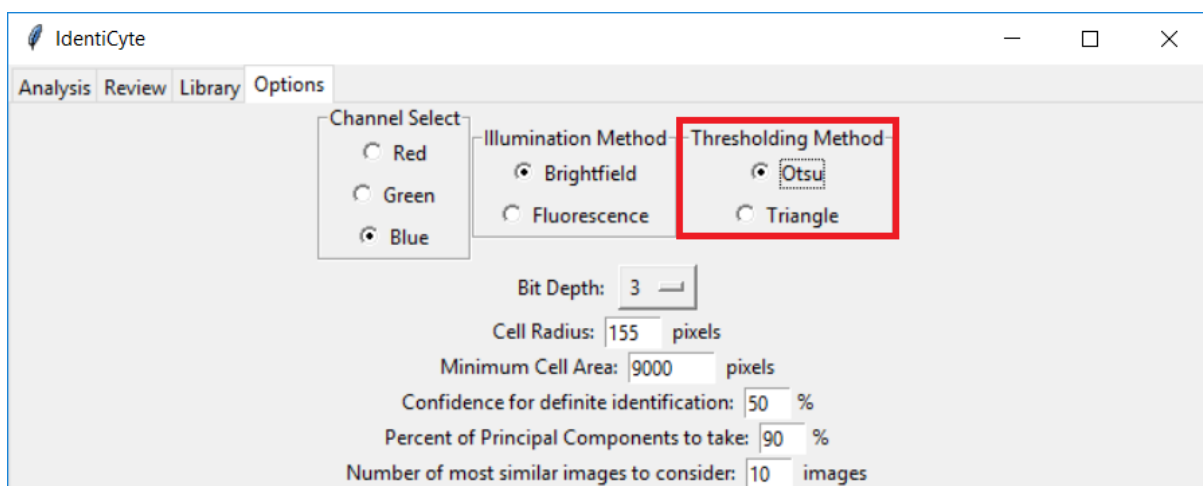 IdentiCyte
Analysis Review Library Options
Channel Select
Red
Green
Blue
Illumination Method
Brightfield
Fluorescence
Thresholding Method
Otsu
Triangle
Bit Depth: 3
Cell Radius: 155 pixels
Minimum Cell Area: 9000 pixels
Confidence for definite identification: 50 %
Percent of Principal Components to take: 90 %
Number of most similar images to consider: 10 images